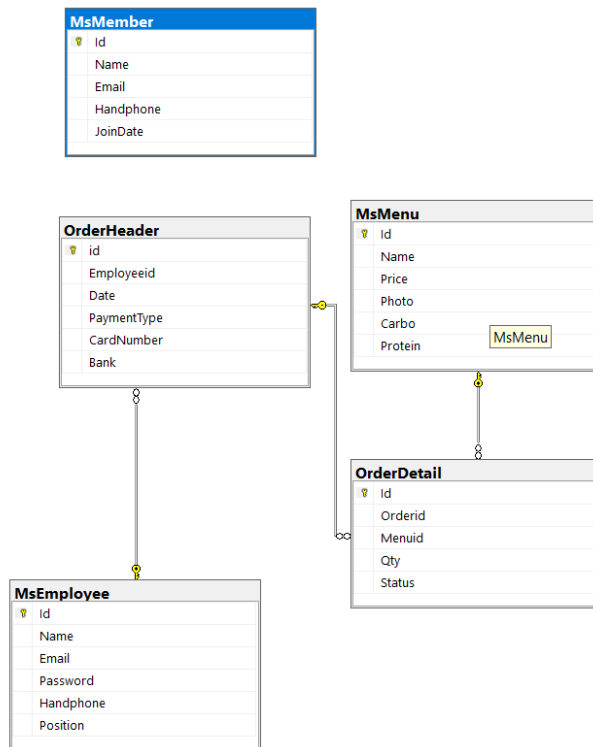 MsMember
Id
Name
Email
Handphone
JoinDate
OrderHeader
id
Employeeid
Date
PaymentType
CardNumber
Bank
MsMenu
Id
Name
Price
Photo
Carbo
Protein
MsMenu
OrderDetail
Id
Orderid
Menuid
Qty
Status
MsEmployee
Id
Name
Email
Password
Handphone
Position